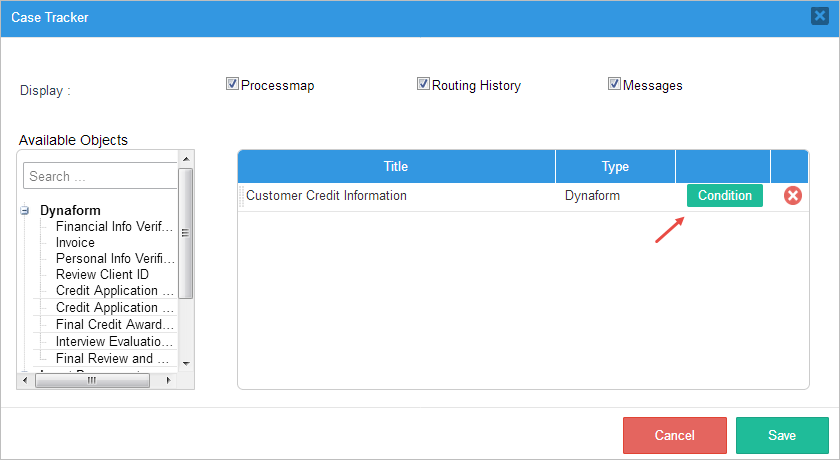 Case Tracker
Display :
Processmap
Routing History
Messages
Available Objects
Search ...
Title
Type
Customer Credit Information
Dynaform
Condition
Dynaform
Financial Info Verif...
Invoice
Personal Info Verifi...
Review Client ID
Credit Application ...
Credit Application ...
Final Credit Award...
Interview Evaluatio...
Final Review and ...
Cancel
Save